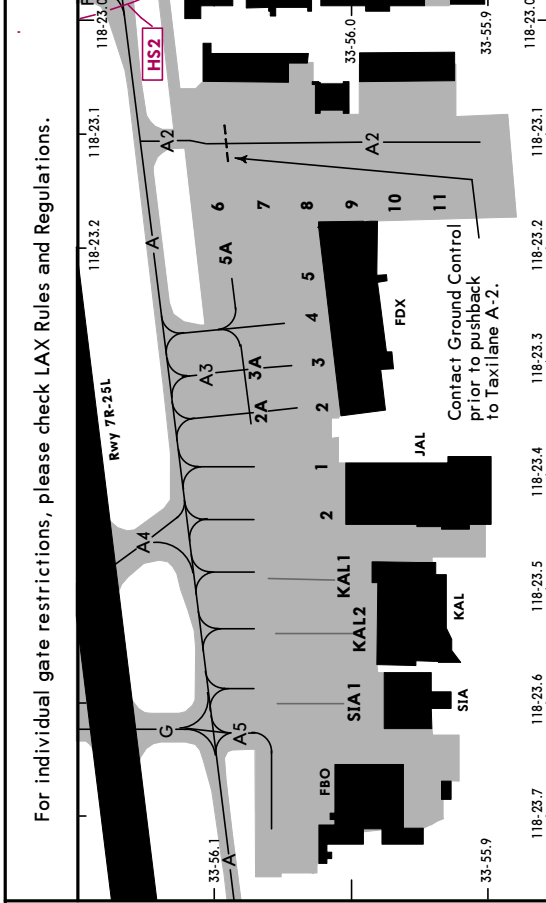 For individual gate restrictions, please check LAX Rules and Regulations.
118-23.0
33-56.0
33-55.9
118-23.0
HS2
118-23.1
A2
A2
118-23.1
118-23.2
A
6
7
8
9
10
11
118-23.2
5A
5
4
FDX
Contact Ground Control
prior to pushback
to Taxilane A-2.
Rwy 7R-25L
A3
3A
3
118-23.3
2A
2
1
JAL
118-23.4
2
A4
KAL1
118-23.5
KAL2
KAL
SIA1
SIA
118-23.6
G
A5
FBO
118-23.7
33-56.1
33-55.9
A